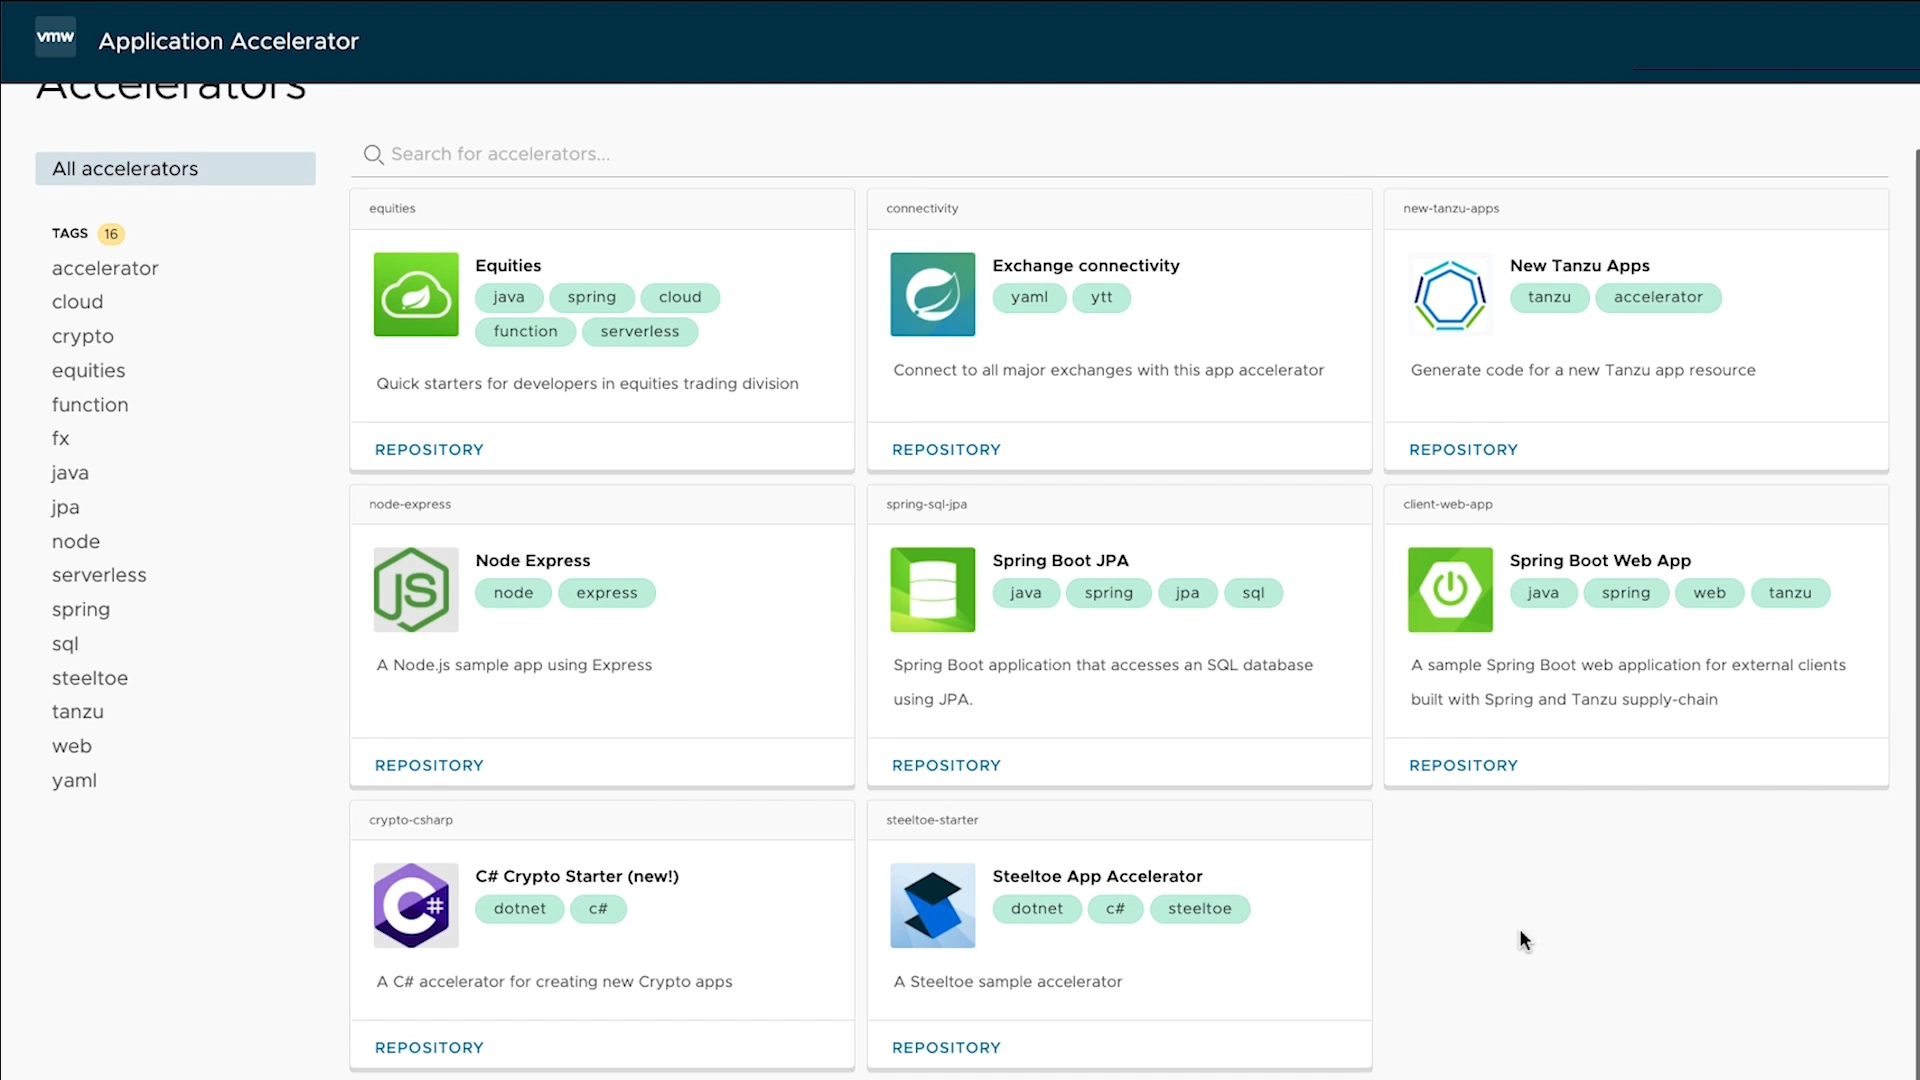 vmw
Application Accelerator
Accelerators
All accelerators
TAGS 16
accelerator
cloud
crypto
equities
function
fx
java
jpa
node
serverless
spring
sql
steeltoe
tanzu
web
yaml
Search for accelerators...
equities
Equities
java spring cloud
function serverless
Quick starters for developers in equities trading division
REPOSITORY
connectivity
Exchange connectivity
yaml ytt
Connect to all major exchanges with this app accelerator
REPOSITORY
new-tanzu-apps
New Tanzu Apps
tanzu accelerator
Generate code for a new Tanzu app resource
REPOSITORY
node-express
JS
Node Express
node express
A Node.js sample app using Express
REPOSITORY
spring-sql-jpa
Spring Boot JPA
java spring jpa sql
Spring Boot application that accesses an SQL database
using JPA.
REPOSITORY
client-web-app
Spring Boot Web App
java spring web tanzu
A sample Spring Boot web application for external clients
built with Spring and Tanzu supply-chain
REPOSITORY
crypto-csharp
C#
C# Crypto Starter (new!)
dotnet c#
A C# accelerator for creating new Crypto apps
REPOSITORY
steeltoe-starter
Steeltoe App Accelerator
dotnet c# steeltoe
A Steeltoe sample accelerator
REPOSITORY